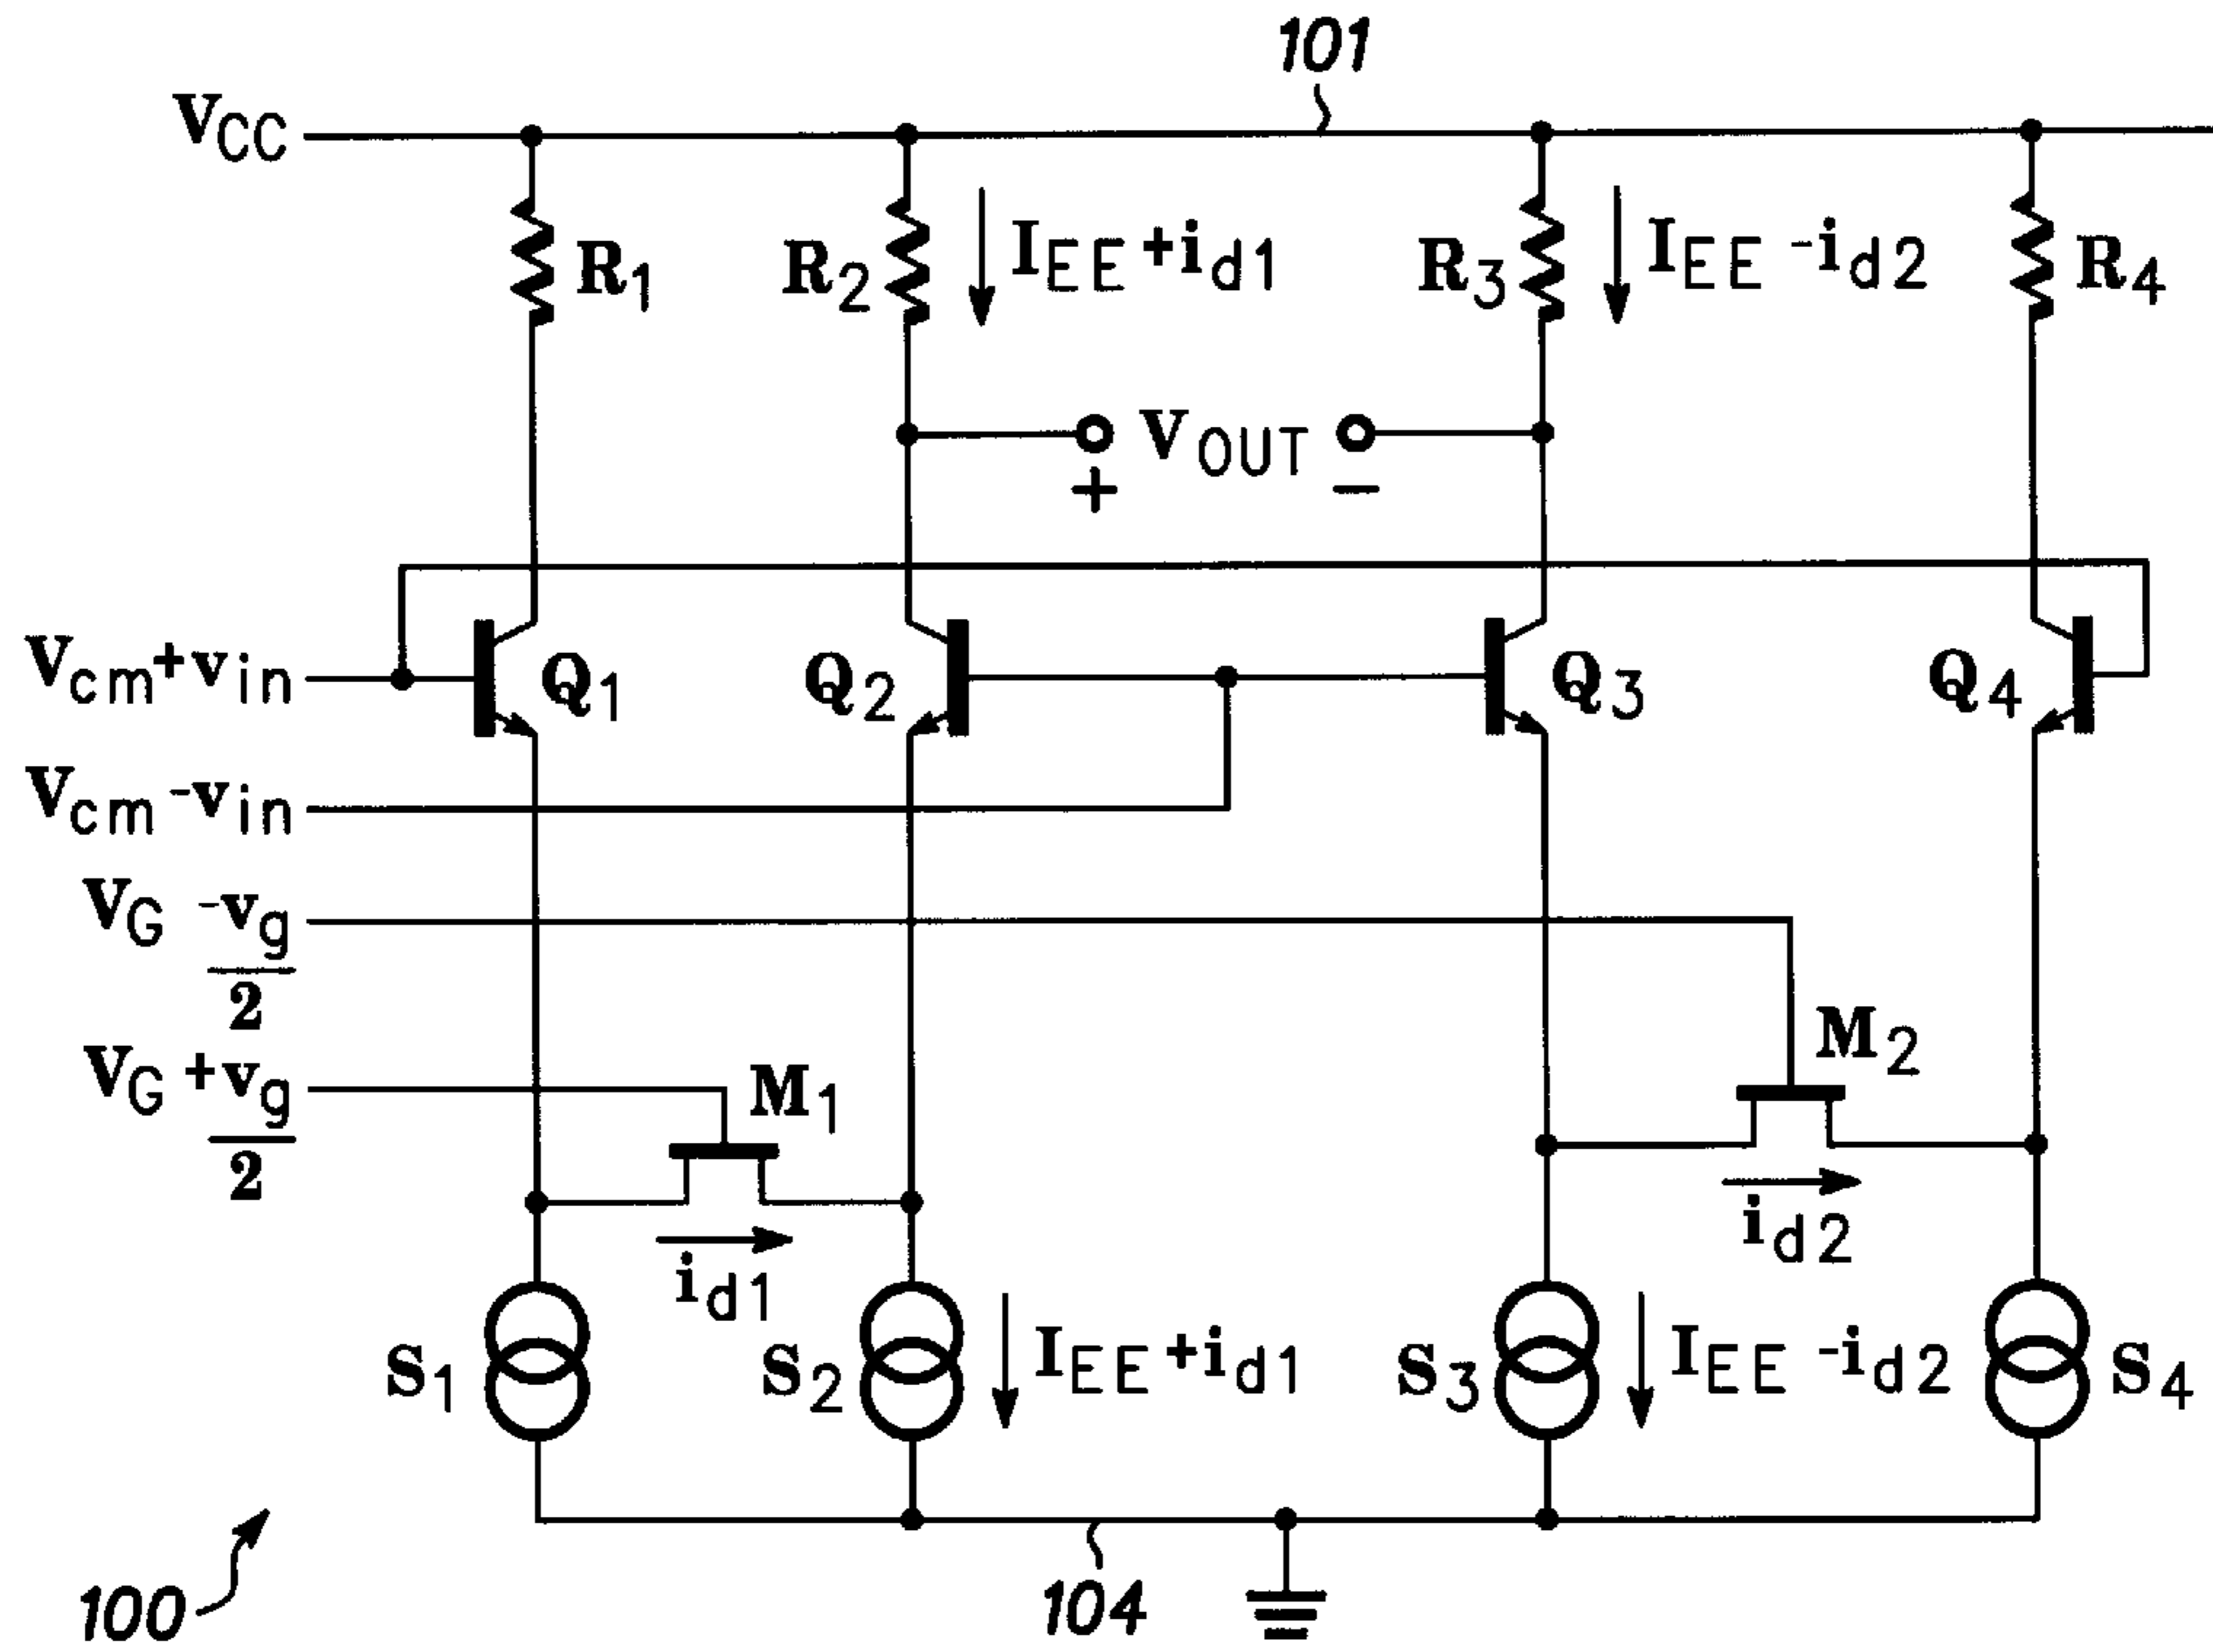 101
VCC
R1
R2
IEE+id1
R3
IEE-id2
R4
VOUT
+ −
Vcm+vin
Q1
Q2
Q3
Q4
Vcm-vin
VG -vg
2
VG +vg
2
M1
M2
id1
id2
S1
S2
IEE+id1
S3
IEE-id2
S4
100
104